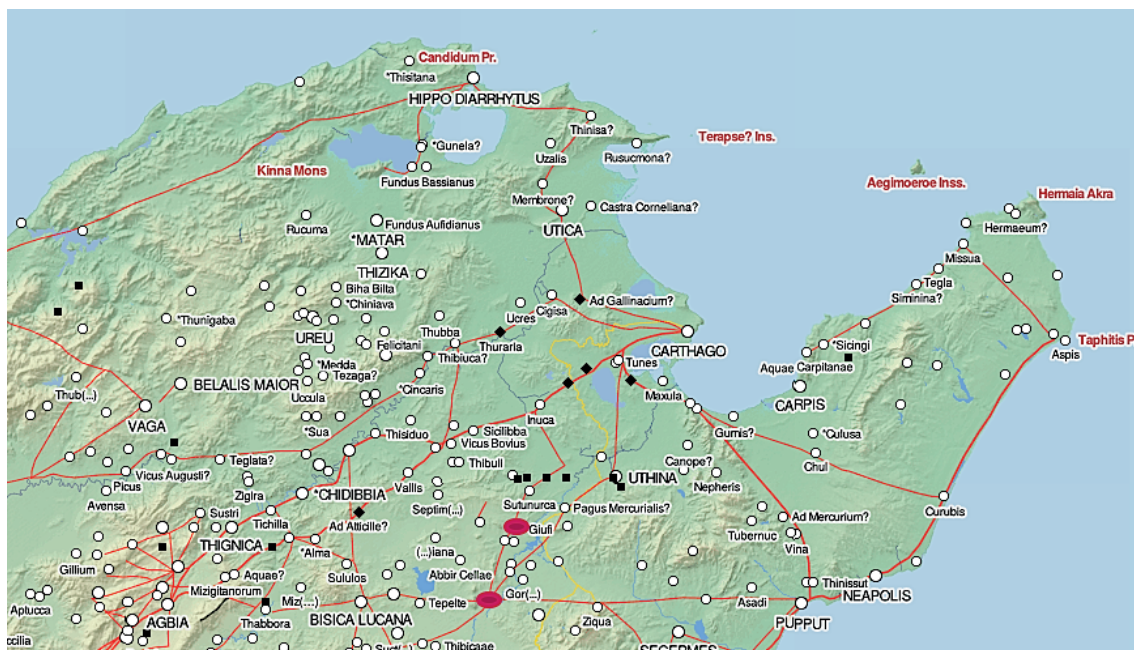 Candidum Pr.
*Thisitana
HIPPO DIARRHYTUS
Thinisa?
Terapse? Ins.
*Gunela?
Uzalis
Rusucmona?
Kinna Mons
Fundus Bassianus
Aegimoeroe Inss.
Hermaia Akra
Membrone?
Castra Corneliana?
Rucuma
Fundus Aufidianus
UTICA
Hermaeum?
*MATAR
Missua
THIZIKA
Tegla
Biha Bilta
Siminina?
*Chiniava
Ad Gallinacium?
Cigisa
Ucres
*Thunigaba
Thubba
UREU
Felicitani
Thuraria
CARTHAGO
*Sicingi
Taphitis P
Aspis
Thibiuca?
*Medda
Tunes
Aquae Carpitanae
Tezaga?
BELALIS MAIOR
*Cincaris
Thub(...)
Uccula
Maxula
CARPIS
Inuca
Gumis?
VAGA
*Sua
Thisiduo
Sicilibba
*Culusa
Vicus Bovius
Canope?
Teglata?
Thibuli
Chul
Vicus Augusti?
Picus
Vallis
UTHINA
Nepheris
Avensa
Zigira
*CHIDIBBIA
Septim(...)
Sutunurca
Pagus Mercurialis?
Curubis
Sustri
Tichilla
Ad Atticille?
Giufi
Ad Mercurium?
THIGNICA
*Alma
(...)iana
Tubernuc
Vina
Gillium
Aquae?
Sululos
Abbir Cellae
Mizigitanorum
Miz(....)
Gor(...)
Thinissut
Aptucca
Tepelte
Asadi
NEAPOLIS
AGBIA
Thabbora
BISICA LUCANA
Ziqua
PUPPUT
ccilia
Thibicaae
SEGERMES